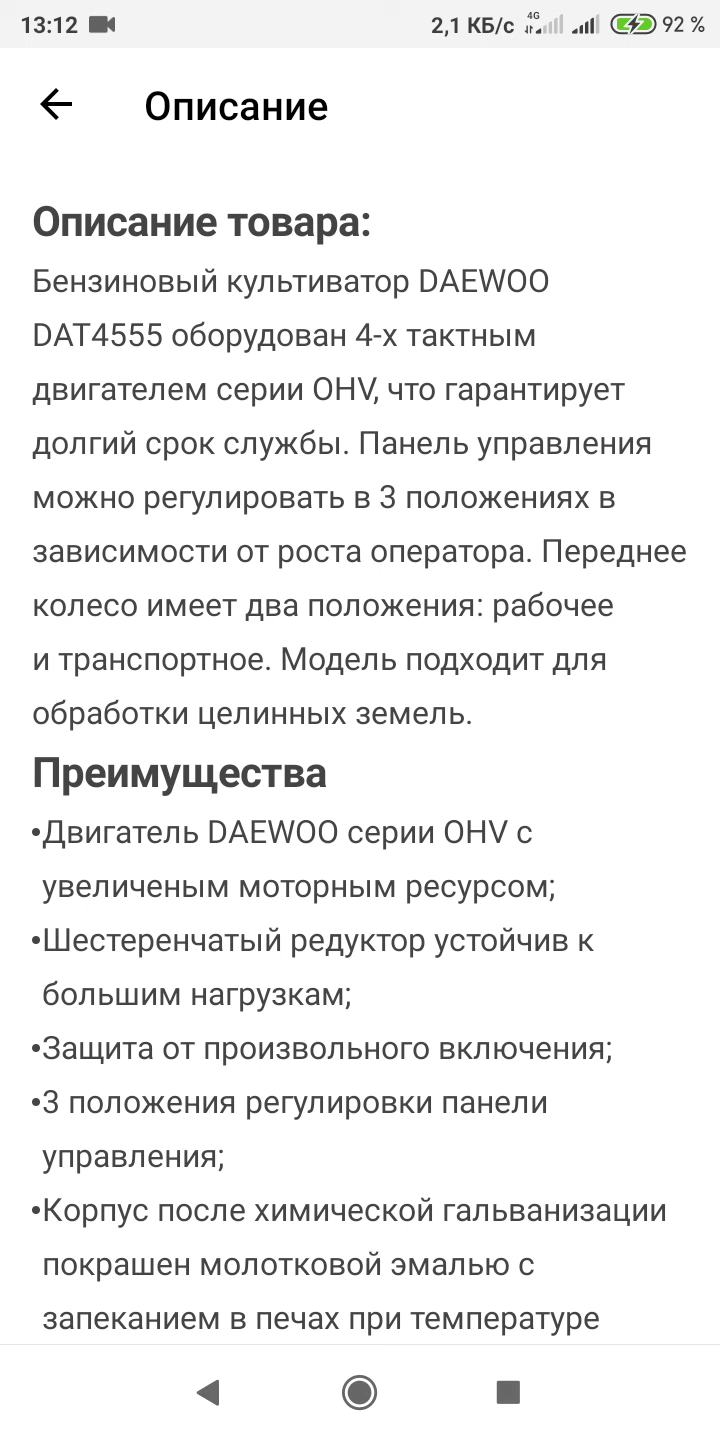 13:12 2,1 КБ/с 4G 92 %
Описание
Описание товара:
Бензиновый культиватор DAEWOO
DAT4555 оборудован 4-х тактным
двигателем серии OHV, что гарантирует
долгий срок службы. Панель управления
можно регулировать в 3 положениях в
зависимости от роста оператора. Переднее
колесо имеет два положения: рабочее
и транспортное. Модель подходит для
обработки целинных земель.
Преимущества
•Двигатель DAEWOO серии OHV с
увеличеным моторным ресурсом;
•Шестеренчатый редуктор устойчив к
большим нагрузкам;
•Защита от произвольного включения;
•3 положения регулировки панели
управления;
•Корпус после химической гальванизации
покрашен молотковой эмалью с
запеканием в печах при температуре